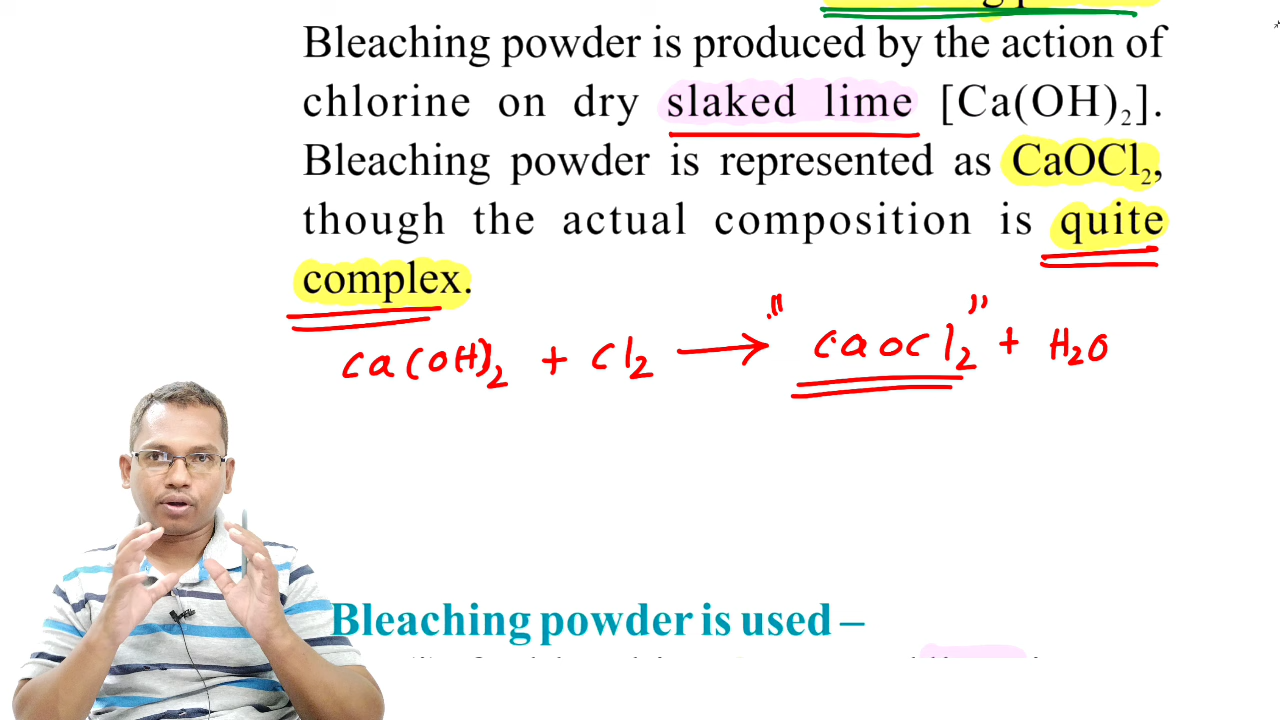 Bleaching powder is produced by the action of
chlorine on dry slaked lime [Ca(OH)₂].
Bleaching powder is represented as CaOCl₂,
though the actual composition is quite
complex.
Ca(OH)₂ + Cl₂ → "CaOCl₂" + H₂O
Bleaching powder is used –